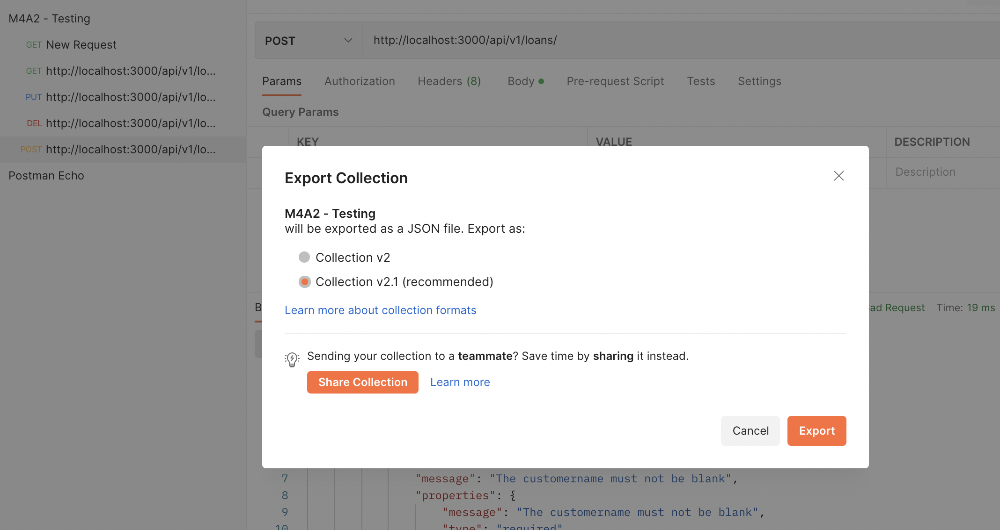 M4A2 - Testing
GET New Request
GET http://localhost:3000/api/v1/lo...
PUT http://localhost:3000/api/v1/lo...
DEL http://localhost:3000/api/v1/lo...
POST http://localhost:3000/api/v1/lo...
Postman Echo
POST http://localhost:3000/api/v1/loans/
Params Authorization Headers (8) Body Pre-request Script Tests Settings
Query Params
KEY VALUE DESCRIPTION
Description
Export Collection
M4A2 - Testing
will be exported as a JSON file. Export as:
Collection v2
Collection v2.1 (recommended)
Learn more about collection formats
Sending your collection to a teammate? Save time by sharing it instead.
Share Collection Learn more
Cancel Export
Bad Request Time: 19 ms
7 "message": "The customername must not be blank",
8 "properties": {
9 "message": "The customername must not be blank",
10 "type": "required"